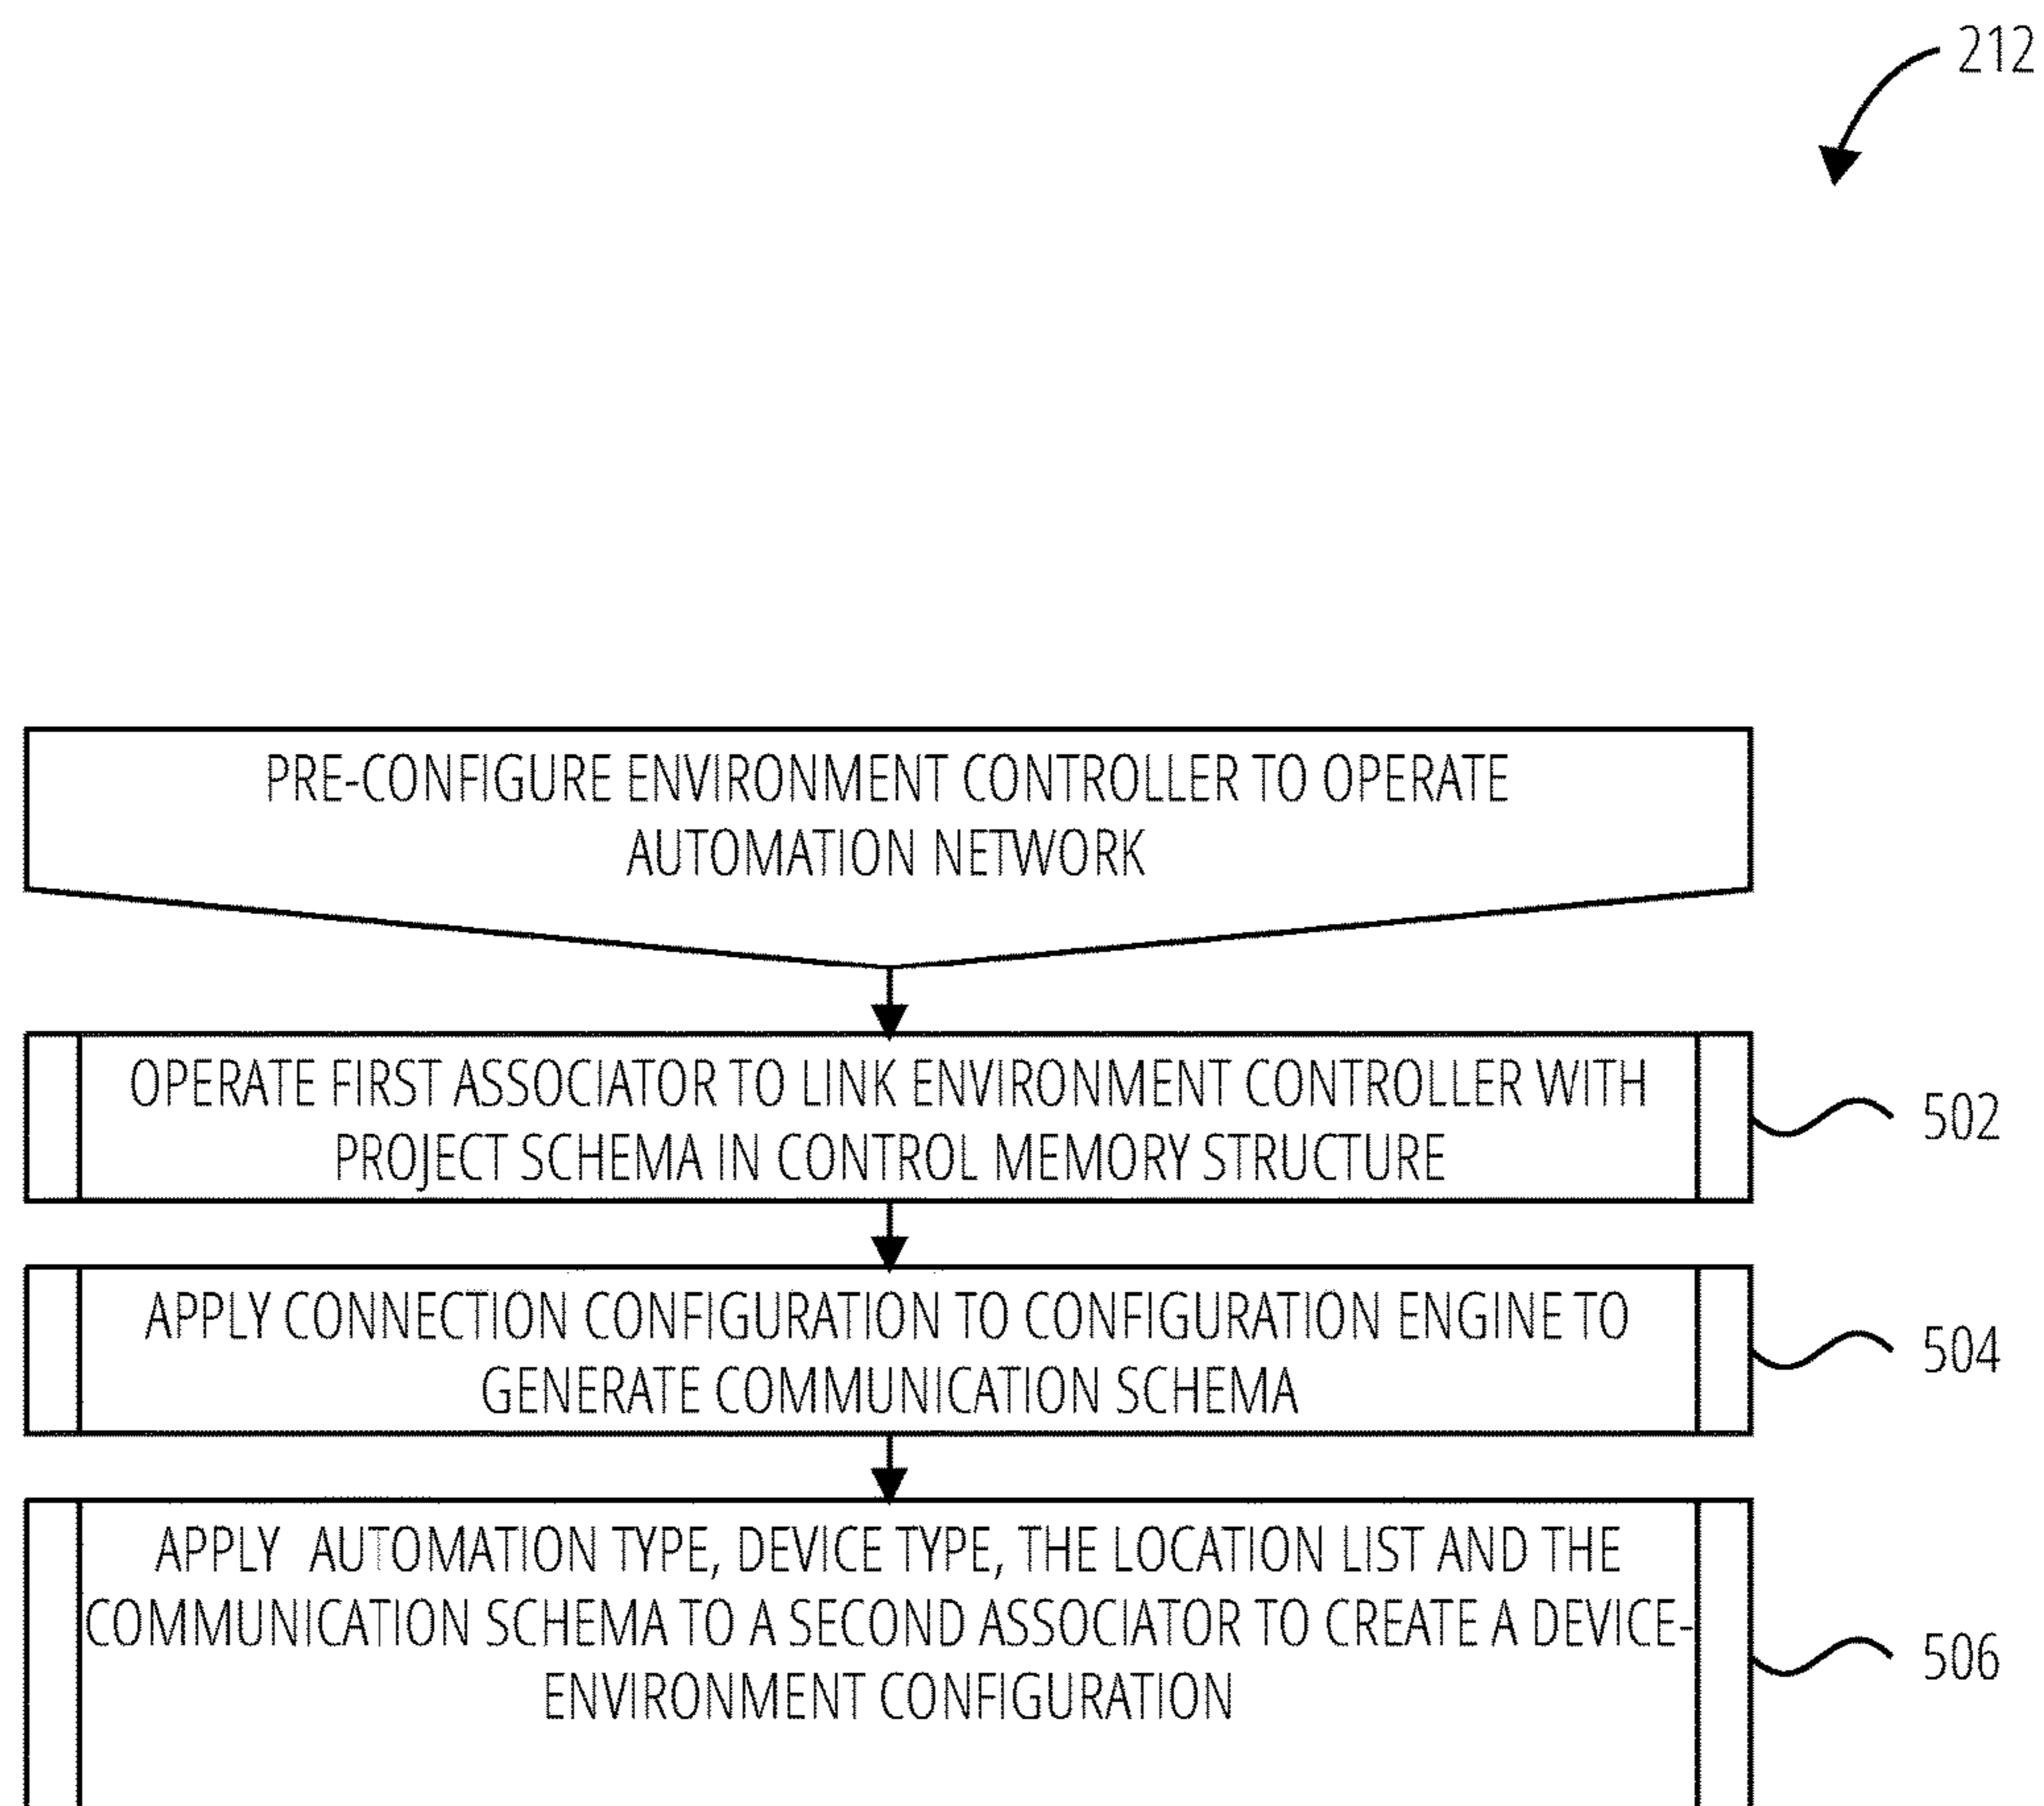 212
PRE-CONFIGURE ENVIRONMENT CONTROLLER TO OPERATE
AUTOMATION NETWORK
OPERATE FIRST ASSOCIATOR TO LINK ENVIRONMENT CONTROLLER WITH
PROJECT SCHEMA IN CONTROL MEMORY STRUCTURE
502
APPLY CONNECTION CONFIGURATION TO CONFIGURATION ENGINE TO
GENERATE COMMUNICATION SCHEMA
504
APPLY AUTOMATION TYPE, DEVICE TYPE, THE LOCATION LIST AND THE
COMMUNICATION SCHEMA TO A SECOND ASSOCIATOR TO CREATE A DEVICE-
ENVIRONMENT CONFIGURATION
506